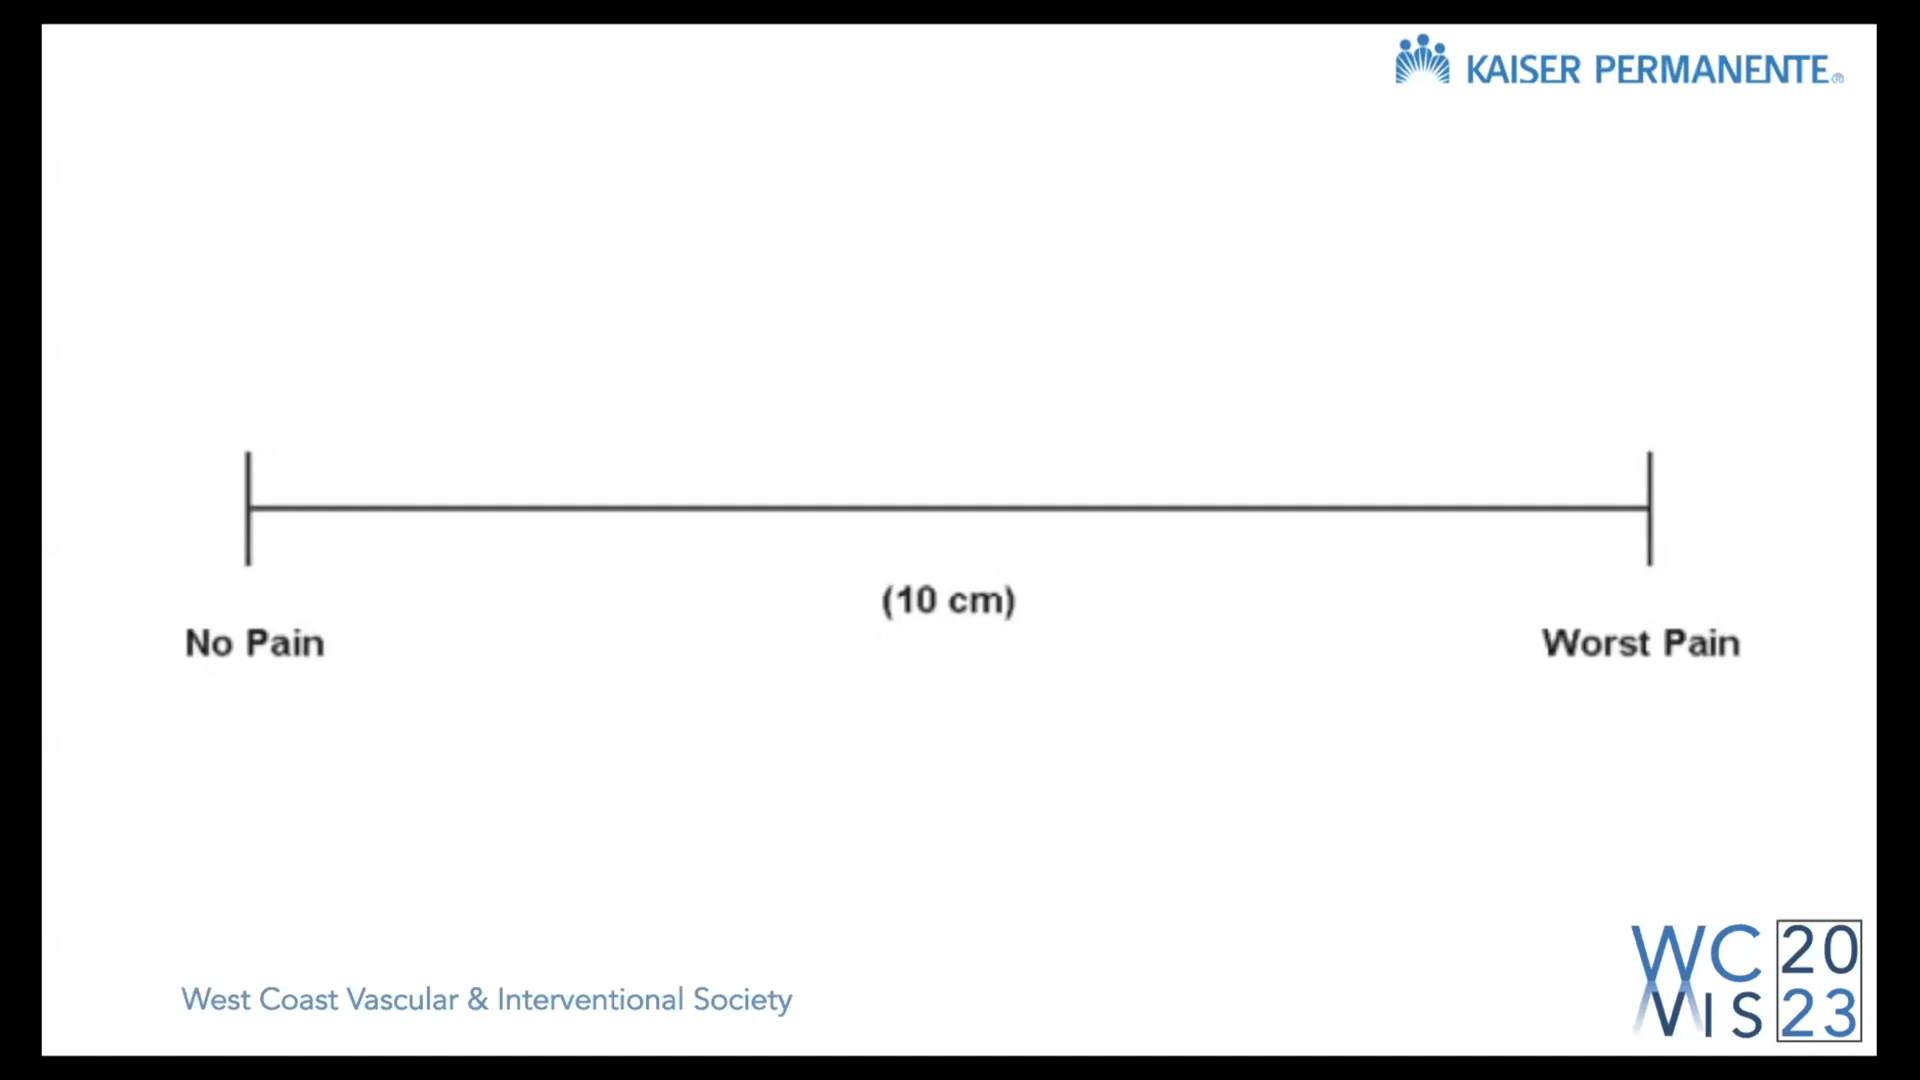 KAISER PERMANENTE®
(10 cm)
No Pain
Worst Pain
West Coast Vascular & Interventional Society
WC 20
VIS 23